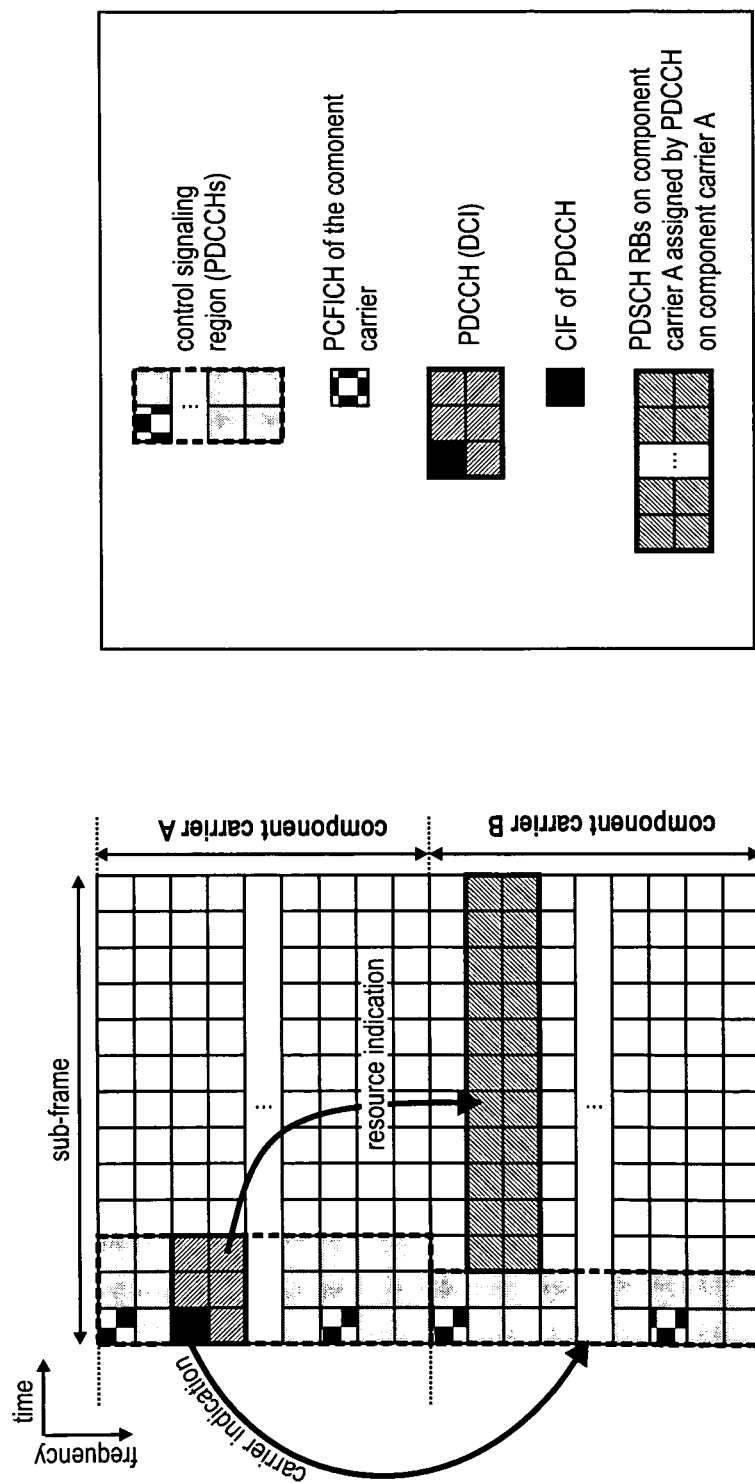 time
frequency
sub-frame
carrier indication
resource indication
...
...
component carrier A
component carrier B
control signaling
region (PDCCHs)
...
PCFICH of the comonent
carrier
PDCCH (DCI)
CIF of PDCCH
PDSCH RBs on component
carrier A assigned by PDCCH
on component carrier A
...